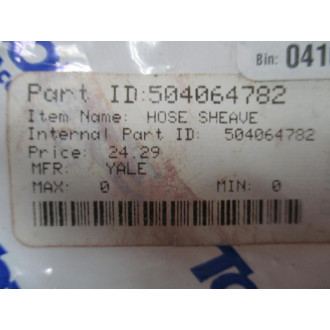 Bin: 041
Part ID:504064782
Item Name: HOSE SHEAVE
Internal Part ID: 504064782
Price: 24.29
MFR: YALE
MAX: 0 MIN: 0